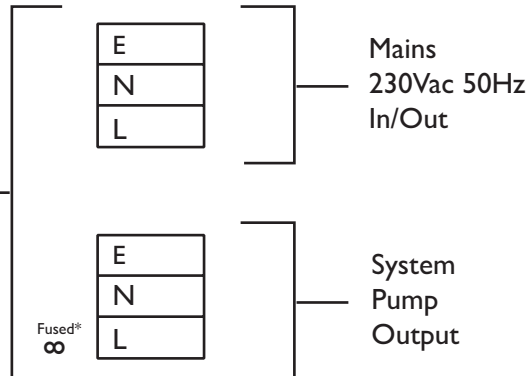 E
N
L
Mains
230Vac 50Hz
In/Out
E
N
Fused*
L
System
Pump
Output